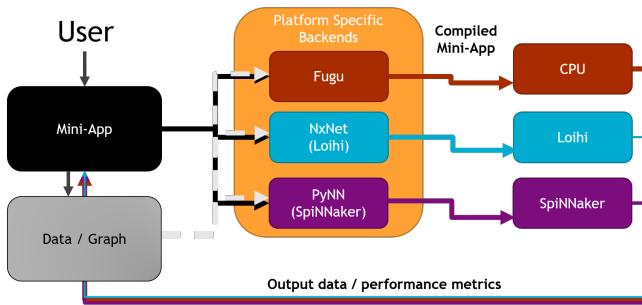 User
Platform Specific
Backends
Compiled
Mini-App
Fugu
CPU
Mini-App
NxNet
(Loihi)
Loihi
PyNN
(SpiNNaker)
SpiNNaker
Data / Graph
Output data / performance metrics